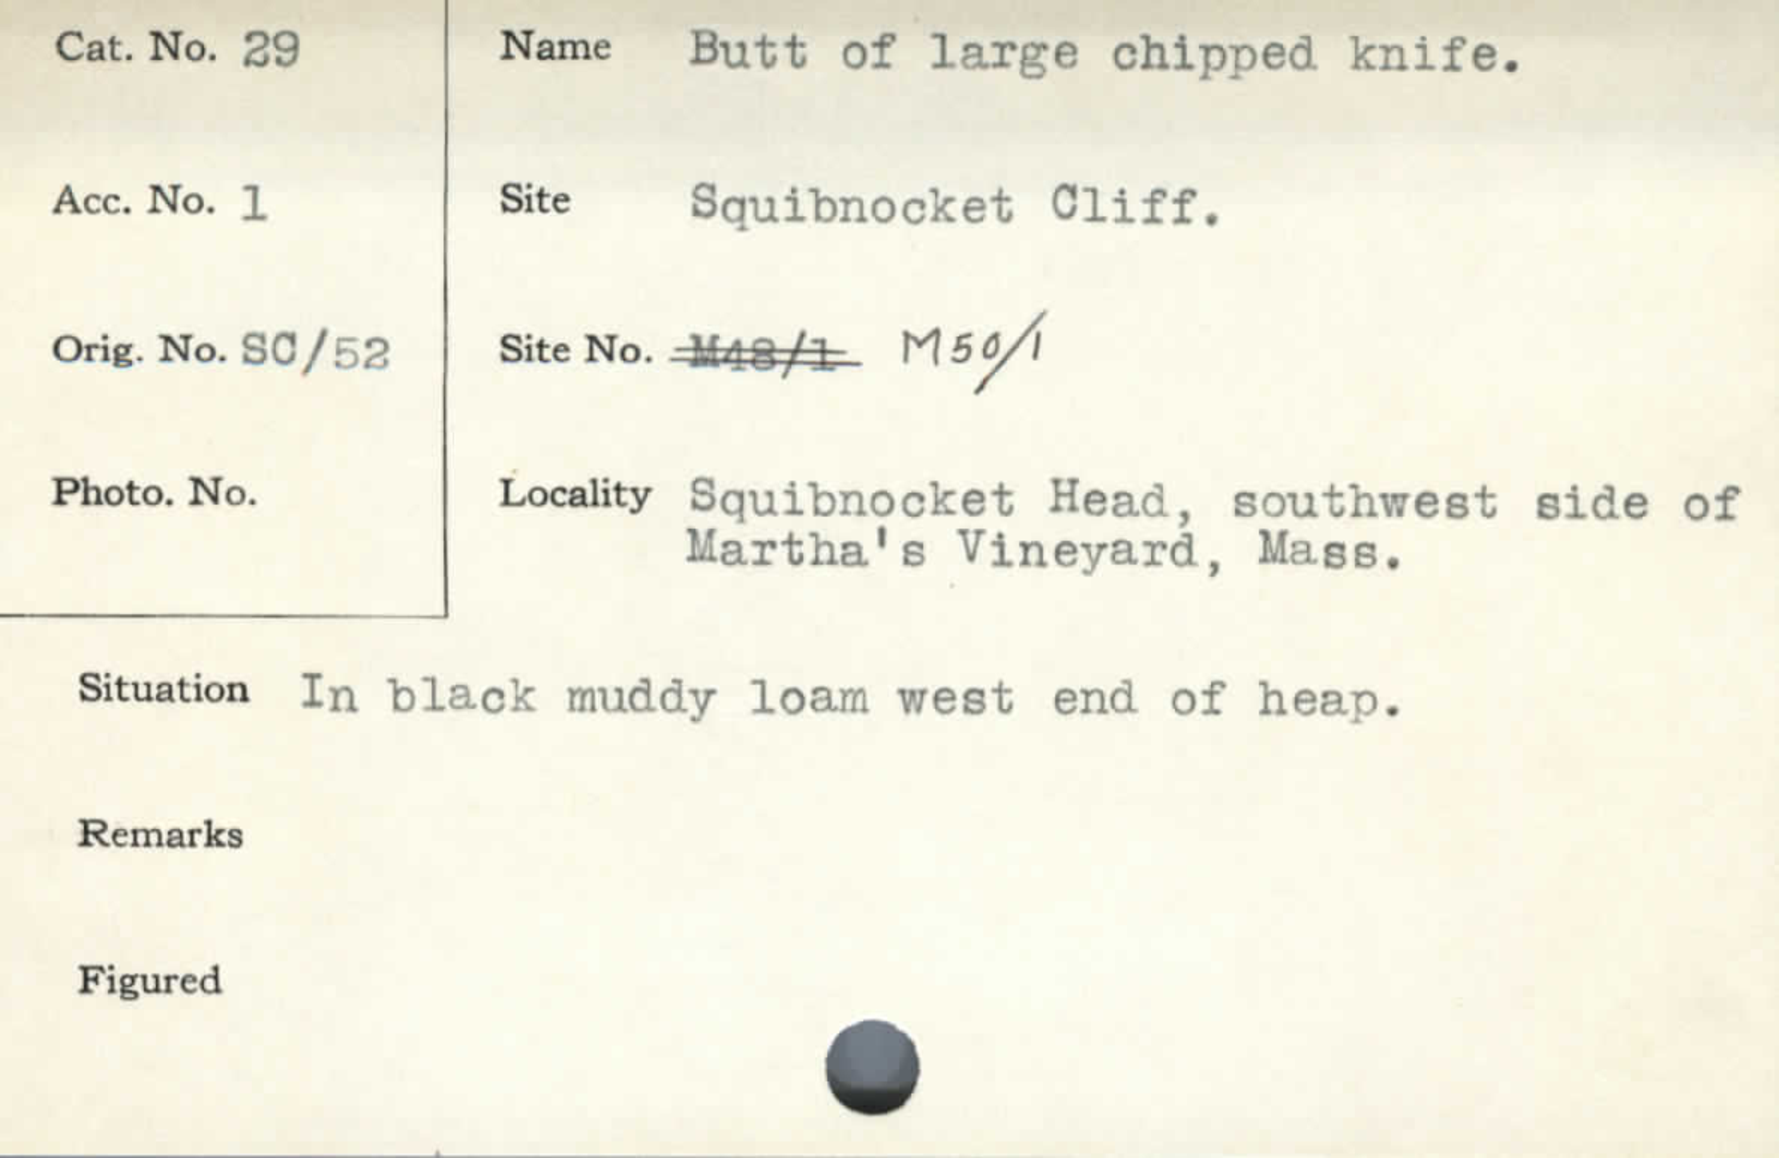 Cat. No. 29
Name Butt of large chipped knife.
Acc. No. 1
Site Squibnocket Cliff.
Orig. No. SC/52
Site No. M48/1 M50/1
Photo. No.
Locality Squibnocket Head, southwest side of
Martha's Vineyard, Mass.
Situation In black muddy loam west end of heap.
Remarks
Figured